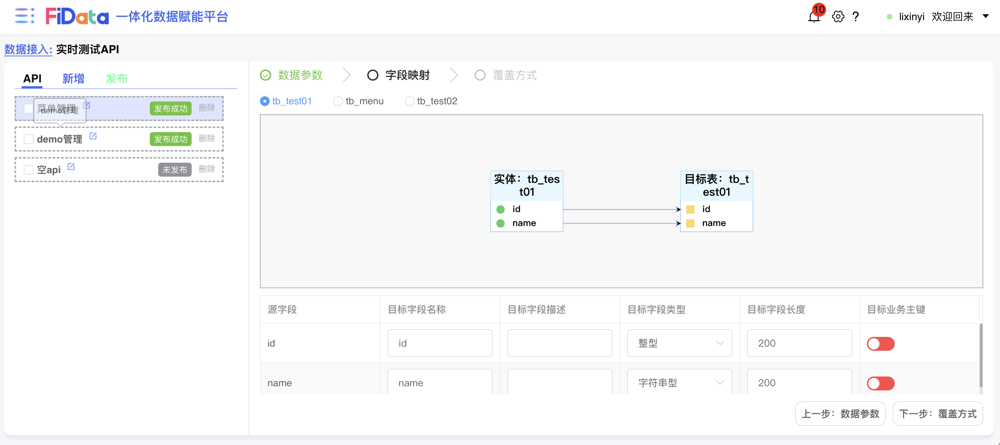 FiData 一体化数据赋能平台
10
?
lixinyi 欢迎回来
数据接入: 实时测试API
API 新增 发布
菜单管理 发布成功 删除
demo管理
demo管理 发布成功 删除
空api 未发布 删除
数据参数 字段映射 覆盖方式
tb_test01 tb_menu tb_test02
实体：tb_tes
t01
id
name
目标表：tb_t
est01
id
name
源字段 目标字段名称 目标字段描述 目标字段类型 目标字段长度 目标业务主键
id id 整型 200
name name 字符串型 200
上一步：数据参数 下一步：覆盖方式